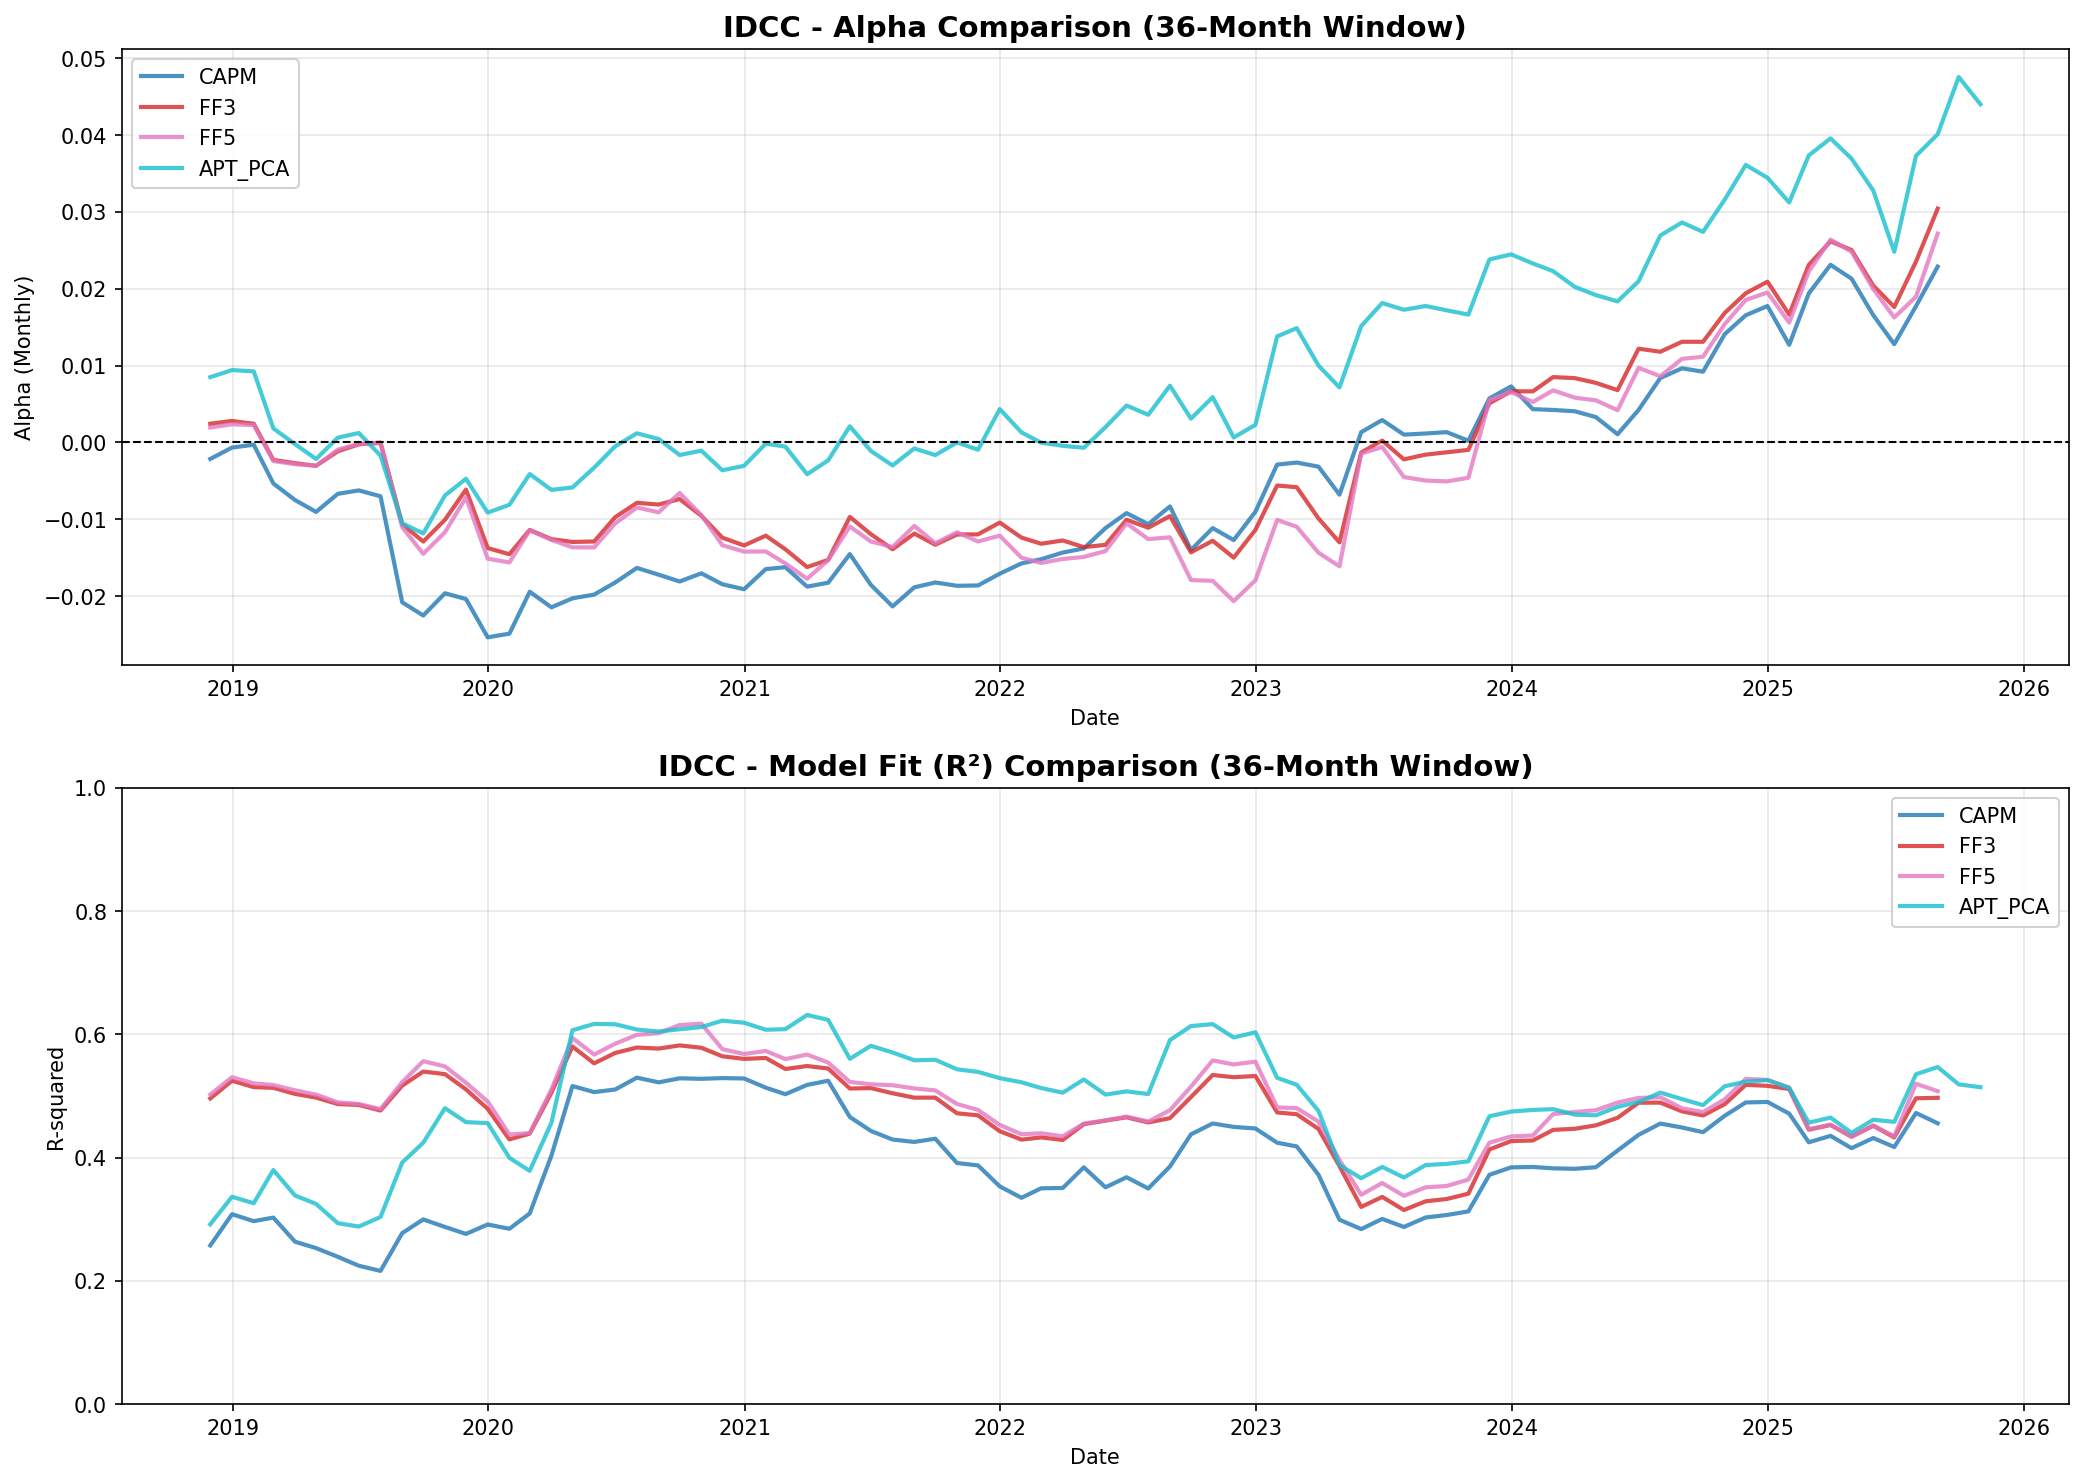 IDCC - Alpha Comparison (36-Month Window)
0.05
0.04
0.03
0.02
0.01
0.00
−0.01
−0.02
Alpha (Monthly)
CAPM
FF3
FF5
APT_PCA
2019 2020 2021 2022 2023 2024 2025 2026
Date
IDCC - Model Fit (R²) Comparison (36-Month Window)
1.0
0.8
0.6
0.4
0.2
0.0
R-squared
CAPM
FF3
FF5
APT_PCA
2019 2020 2021 2022 2023 2024 2025 2026
Date